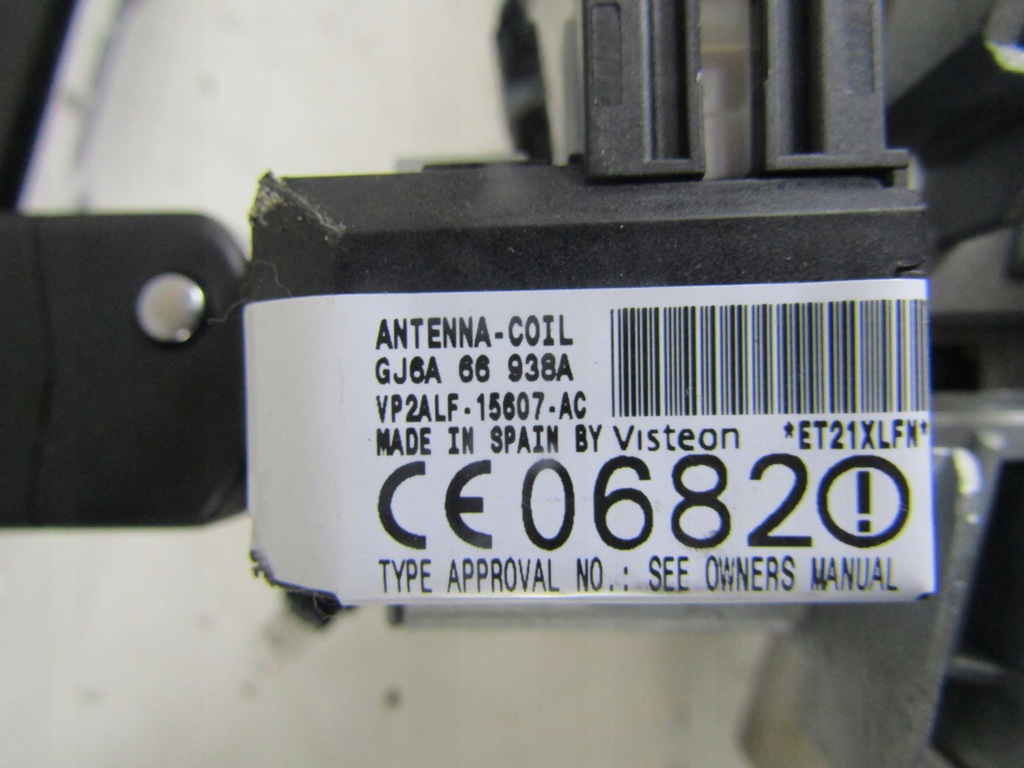 ANTENNA-COIL
GJ6A 66 938A
VP2ALF-15607-AC
MADE IN SPAIN BY Visteon *ET21XLFN*
CE0682!
TYPE APPROVAL NO.: SEE OWNERS MANUAL